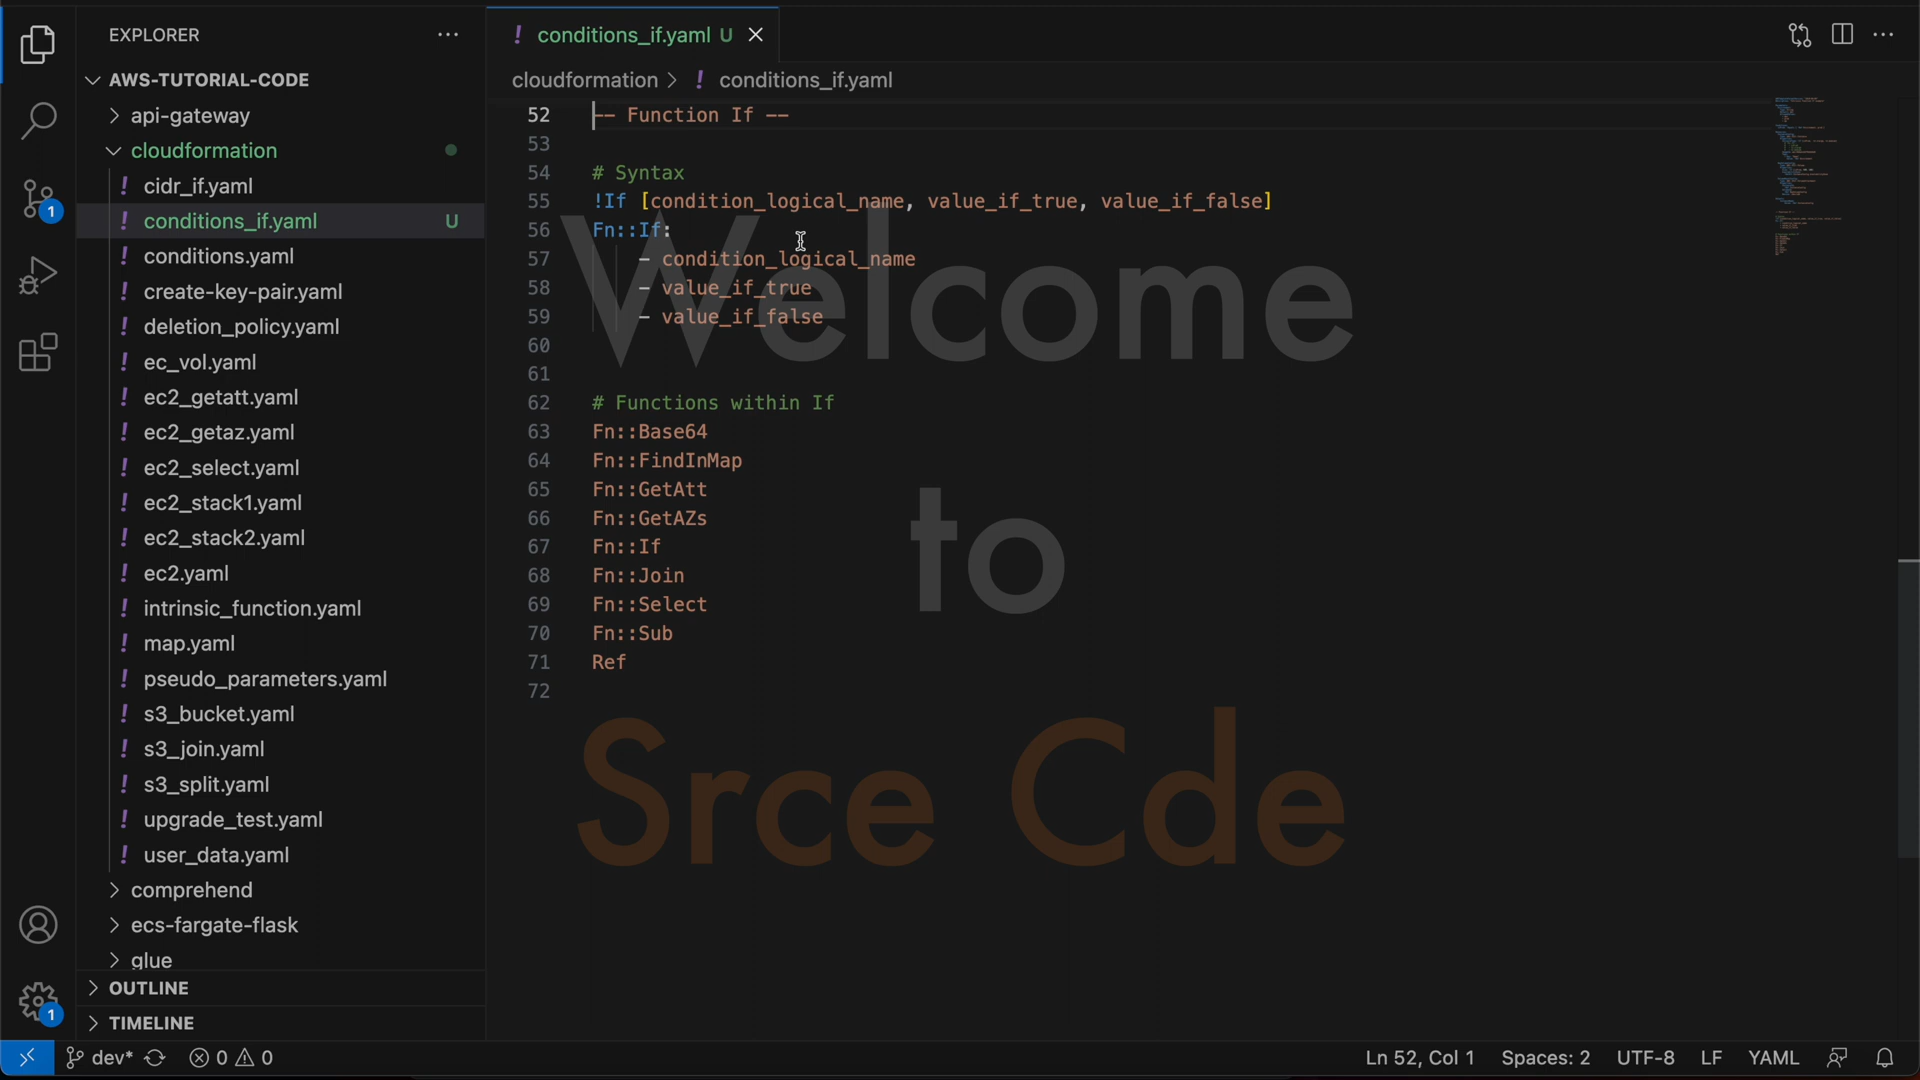 EXPLORER
AWS-TUTORIAL-CODE
api-gateway
cloudformation
! cidr_if.yaml
! conditions_if.yaml U
! conditions.yaml
! create-key-pair.yaml
! deletion_policy.yaml
! ec_vol.yaml
! ec2_getatt.yaml
! ec2_getaz.yaml
! ec2_select.yaml
! ec2_stack1.yaml
! ec2_stack2.yaml
! ec2.yaml
! intrinsic_function.yaml
! map.yaml
! pseudo_parameters.yaml
! s3_bucket.yaml
! s3_join.yaml
! s3_split.yaml
! upgrade_test.yaml
! user_data.yaml
comprehend
ecs-fargate-flask
glue
OUTLINE
TIMELINE
1
1
! conditions_if.yaml U
cloudformation > ! conditions_if.yaml
52 -- Function If --
53
54 # Syntax
55 !If [condition_logical_name, value_if_true, value_if_false]
56 Fn::If:
57 - condition_logical_name
58 - value_if_true
59 - value_if_false
60
61
62 # Functions within If
63 Fn::Base64
64 Fn::FindInMap
65 Fn::GetAtt
66 Fn::GetAZs
67 Fn::If
68 Fn::Join
69 Fn::Select
70 Fn::Sub
71 Ref
72
Welcome
to
Srce Cde
dev* 0 0 Ln 52, Col 1 Spaces: 2 UTF-8 LF YAML